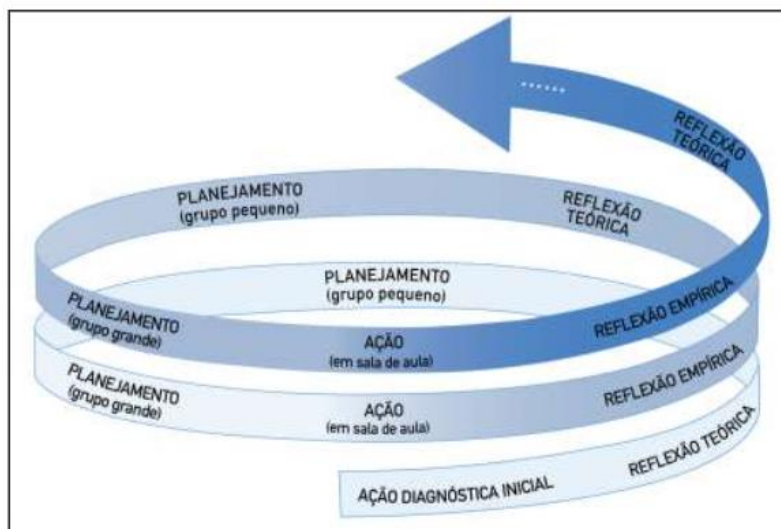 REFLEXÃO
TEÓRICA
PLANEJAMENTO
(grupo pequeno)
REFLEXÃO
TEÓRICA
PLANEJAMENTO
(grupo pequeno)
PLANEJAMENTO
(grupo grande)
AÇÃO
(em sala de aula)
REFLEXÃO EMPÍRICA
PLANEJAMENTO
(grupo grande)
AÇÃO
(em sala de aula)
REFLEXÃO EMPÍRICA
AÇÃO DIAGNÓSTICA INICIAL
REFLEXÃO TEÓRICA